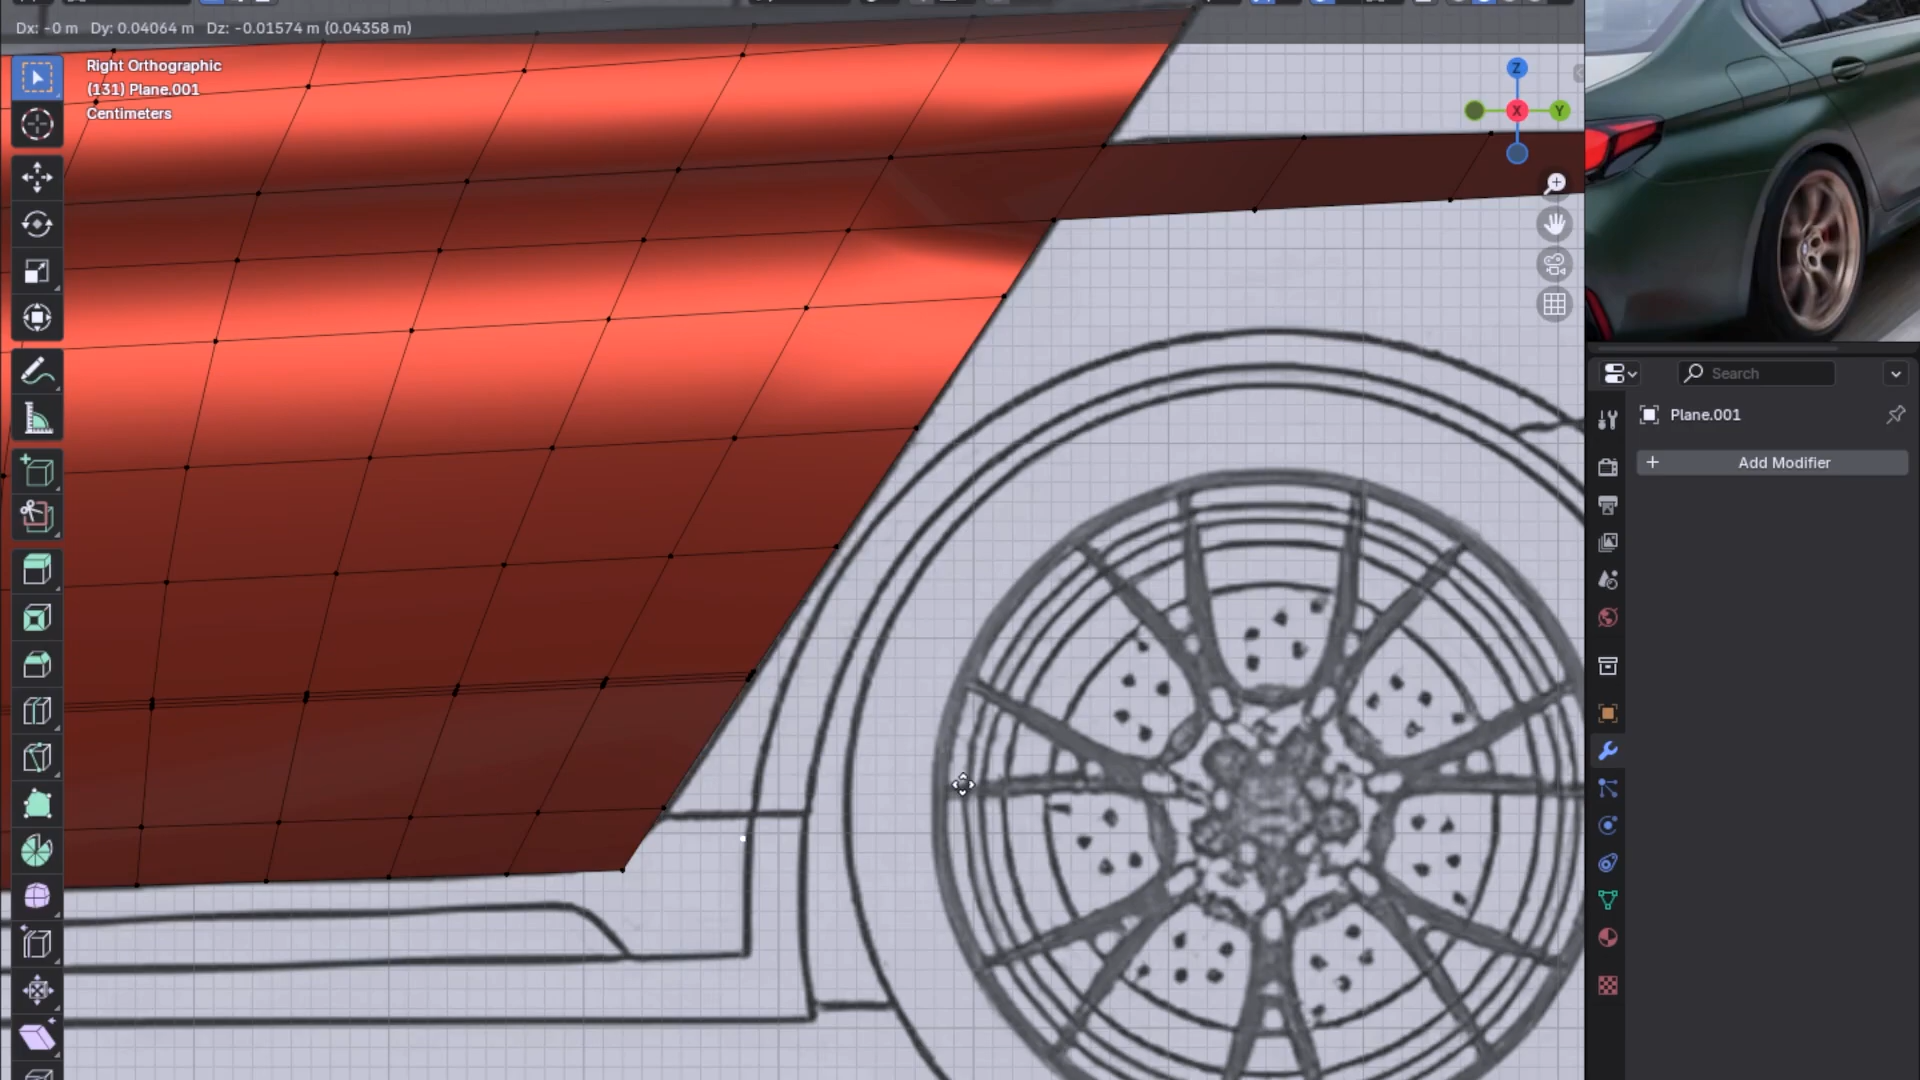 Dx: -0 m   Dy: 0.04064 m   Dz: -0.01574 m (0.04358 m)
Right Orthographic
(131) Plane.001
Centimeters
Z
X
Y
Search
Plane.001
+ Add Modifier